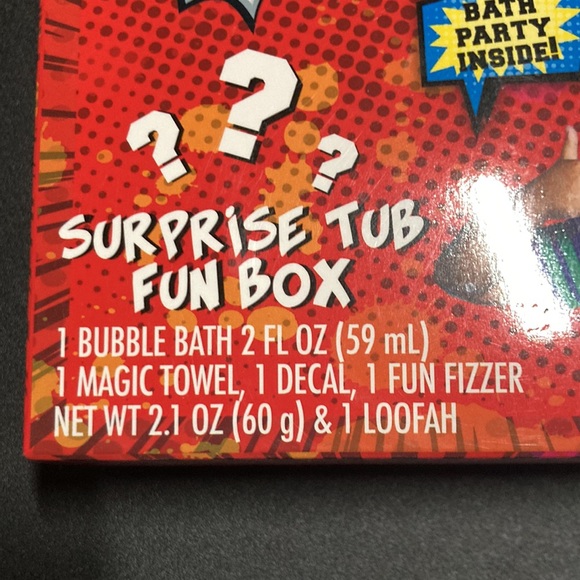 BATH
PARTY
INSIDE!
? ? ?
SURPRISE TUB
FUN BOX
1 BUBBLE BATH 2 FL OZ (59 mL)
1 MAGIC TOWEL, 1 DECAL, 1 FUN FIZZER
NET WT 2.1 OZ (60 g) & 1 LOOFAH